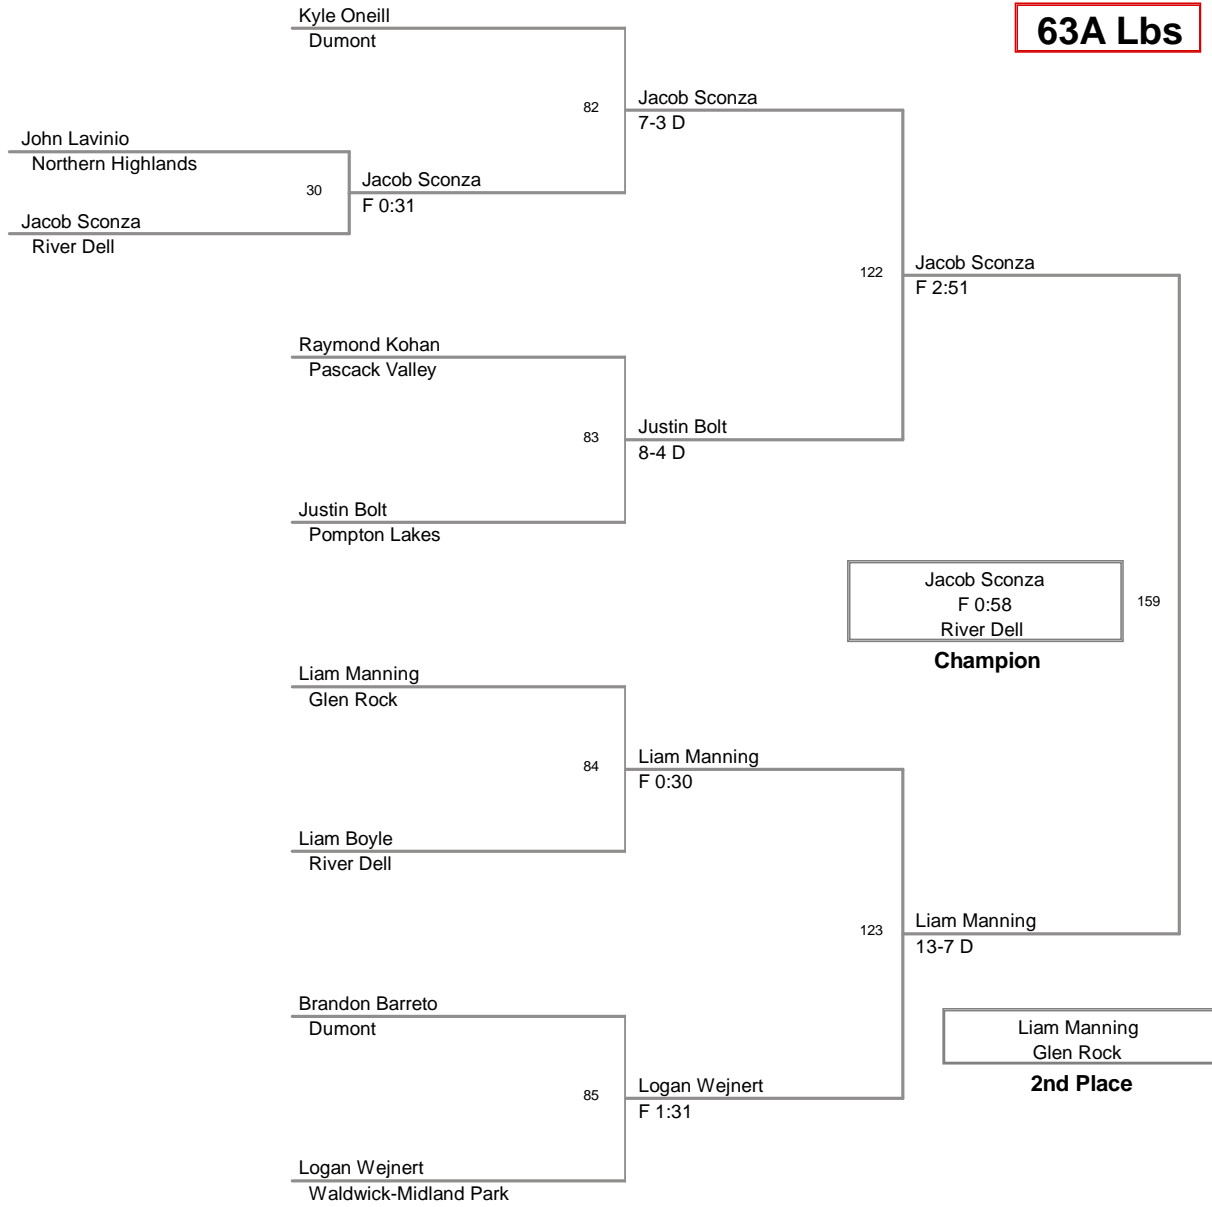 Kyle Oneill
Dumont
63A Lbs
82
Jacob Sconza
7-3 D
John Lavinio
Northern Highlands
30
Jacob Sconza
F 0:31
Jacob Sconza
River Dell
122
Jacob Sconza
F 2:51
Raymond Kohan
Pascack Valley
83
Justin Bolt
8-4 D
Justin Bolt
Pompton Lakes
Jacob Sconza
F 0:58
River Dell
159
Champion
Liam Manning
Glen Rock
84
Liam Manning
F 0:30
Liam Boyle
River Dell
123
Liam Manning
13-7 D
Brandon Barreto
Dumont
Liam Manning
Glen Rock
2nd Place
85
Logan Wejnert
F 1:31
Logan Wejnert
Waldwick-Midland Park